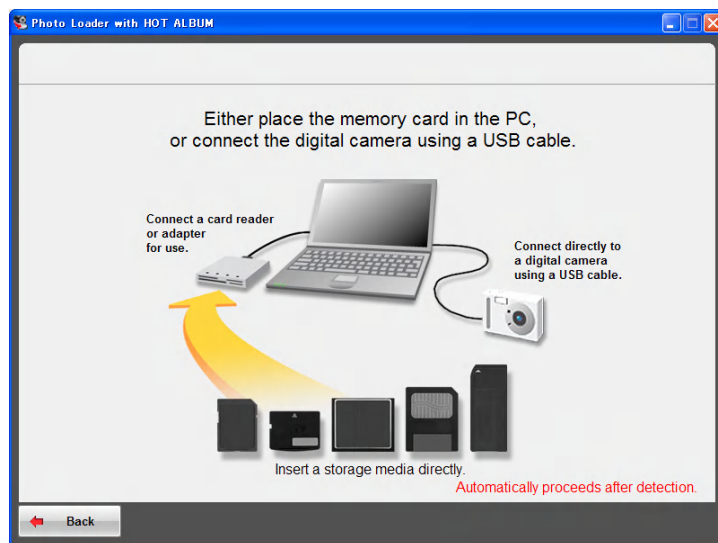 Photo Loader with HOT ALBUM
Either place the memory card in the PC,
or connect the digital camera using a USB cable.
Connect a card reader
or adapter
for use.
Connect directly to
a digital camera
using a USB cable.
Insert a storage media directly.
Automatically proceeds after detection.
Back